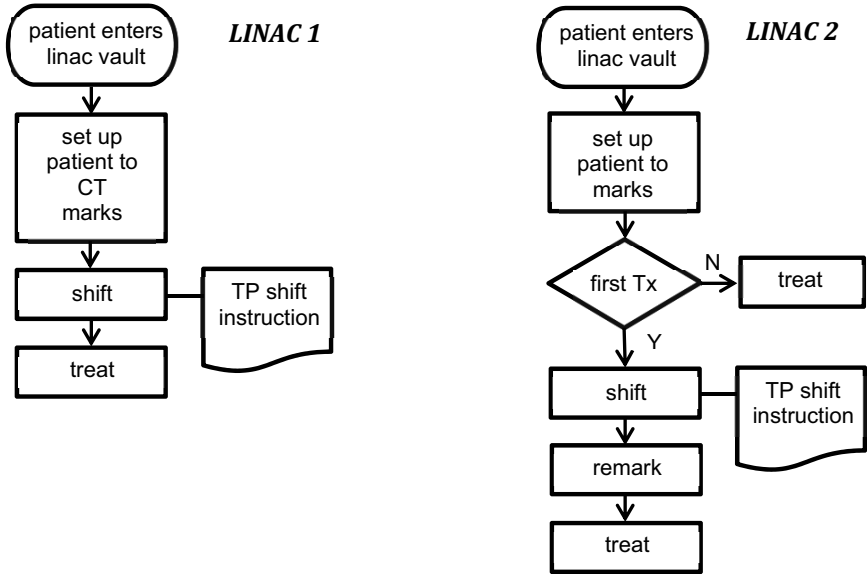 patient enters
linac vault
LINAC 1
set up
patient to
CT
marks
shift
TP shift
instruction
treat
patient enters
linac vault
LINAC 2
set up
patient to
marks
first Tx
N
treat
Y
shift
TP shift
instruction
remark
treat